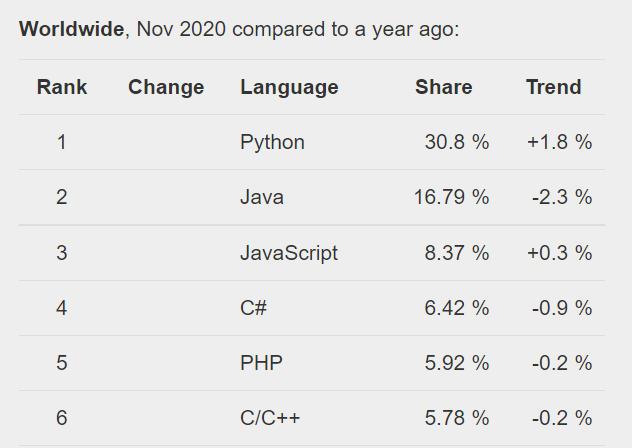 Worldwide, Nov 2020 compared to a year ago:
Rank Change Language Share Trend
1 Python 30.8 % +1.8 %
2 Java 16.79 % -2.3 %
3 JavaScript 8.37 % +0.3 %
4 C# 6.42 % -0.9 %
5 PHP 5.92 % -0.2 %
6 C/C++ 5.78 % -0.2 %